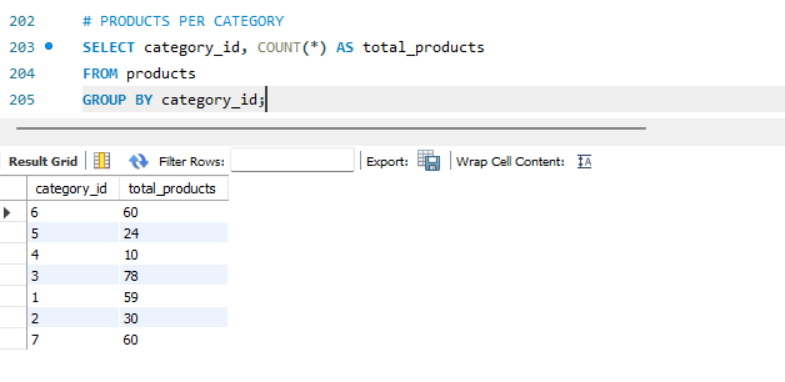 202 # PRODUCTS PER CATEGORY
203 SELECT category_id, COUNT(*) AS total_products
204 FROM products
205 GROUP BY category_id;
Result Grid Filter Rows: Export: Wrap Cell Content: IA
category_id total_products
6 60
5 24
4 10
3 78
1 59
2 30
7 60